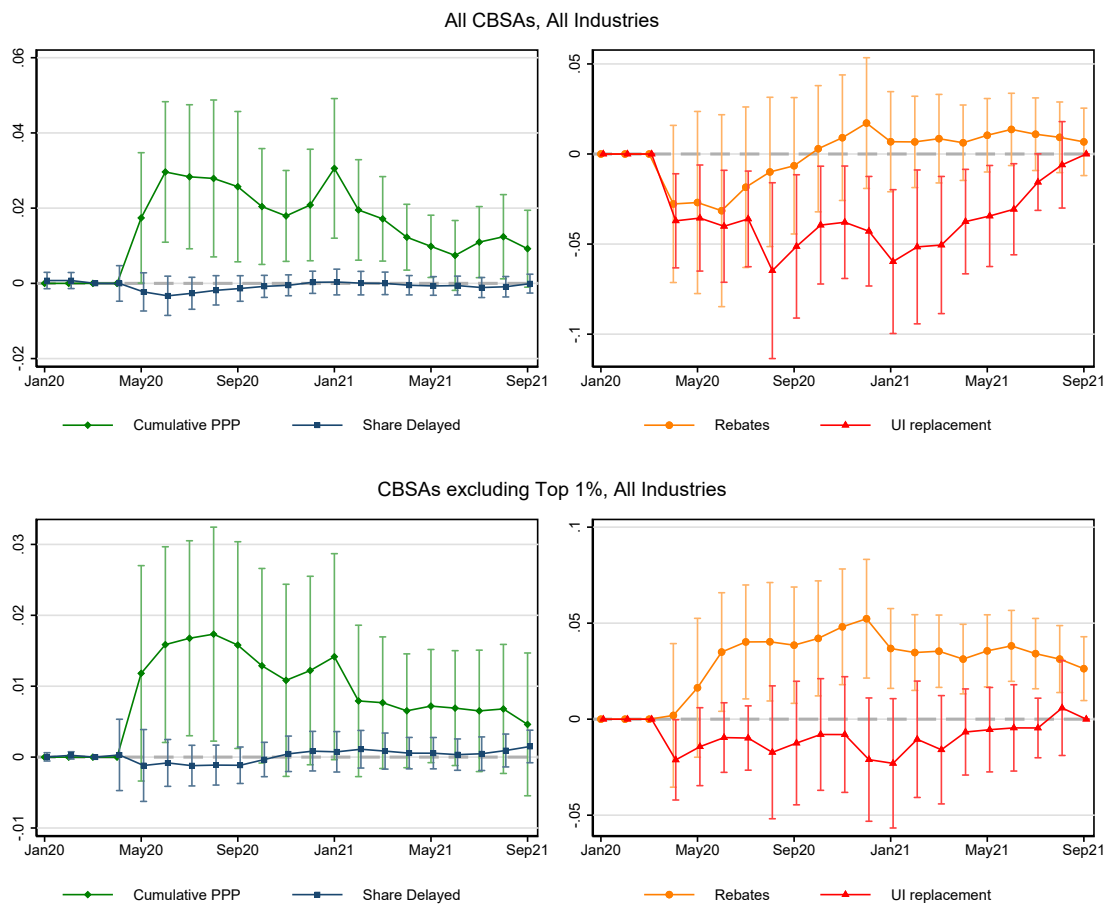 All CBSAs, All Industries
.06
.04
.02
0
-.02
Jan20 May20 Sep20 Jan21 May21 Sep21
Cumulative PPP Share Delayed
.05
0
-.05
-.1
Jan20 May20 Sep20 Jan21 May21 Sep21
Rebates UI replacement
CBSAs excluding Top 1%, All Industries
.03
.02
.01
0
-.01
Jan20 May20 Sep20 Jan21 May21 Sep21
Cumulative PPP Share Delayed
.1
.05
0
-.05
Jan20 May20 Sep20 Jan21 May21 Sep21
Rebates UI replacement